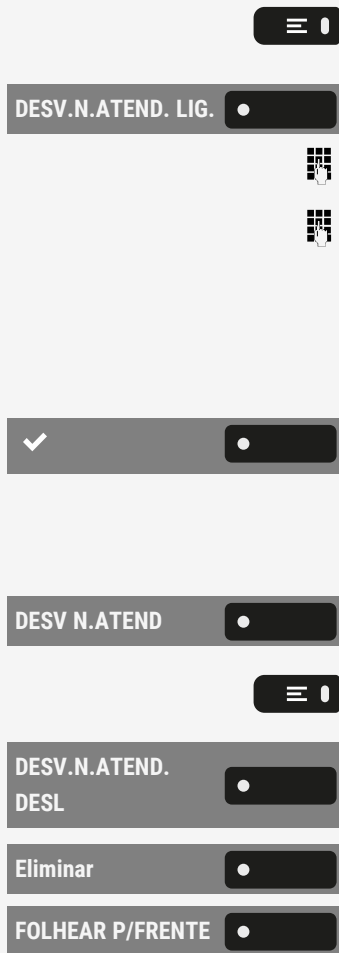 DESV.N.ATEND. LIG.
DESV N.ATEND
DESV.N.ATEND.
DESL
Eliminar
FOLHEAR P/FRENTE